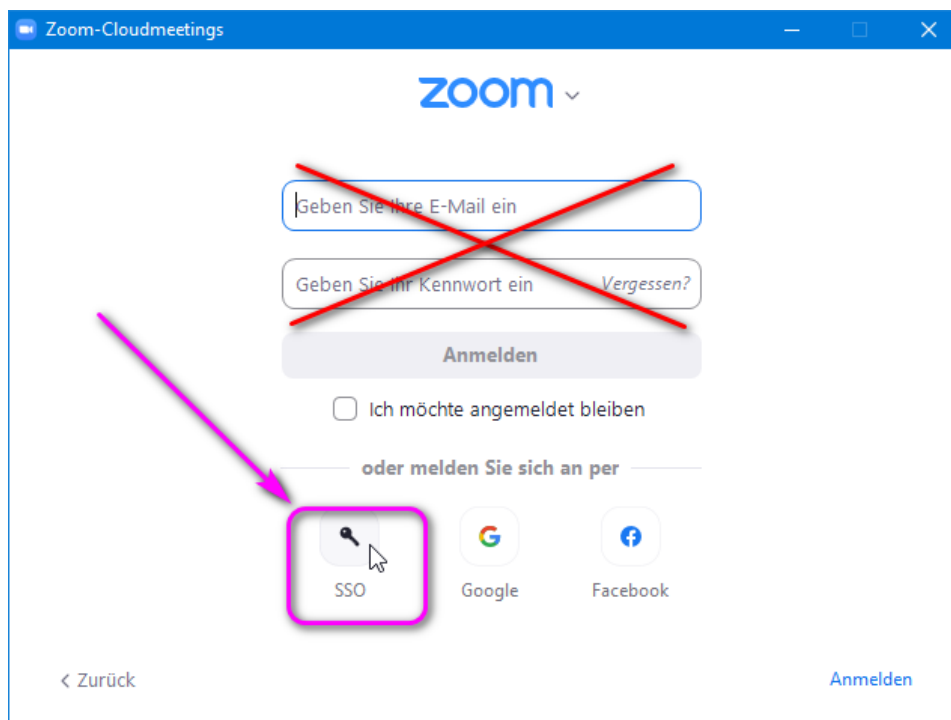 Zoom-Cloudmeetings
zoom
Geben Sie Ihre E-Mail ein
Geben Sie Ihr Kennwort ein Vergessen?
Anmelden
Ich möchte angemeldet bleiben
oder melden Sie sich an per
SSO Google Facebook
Zurück Anmelden